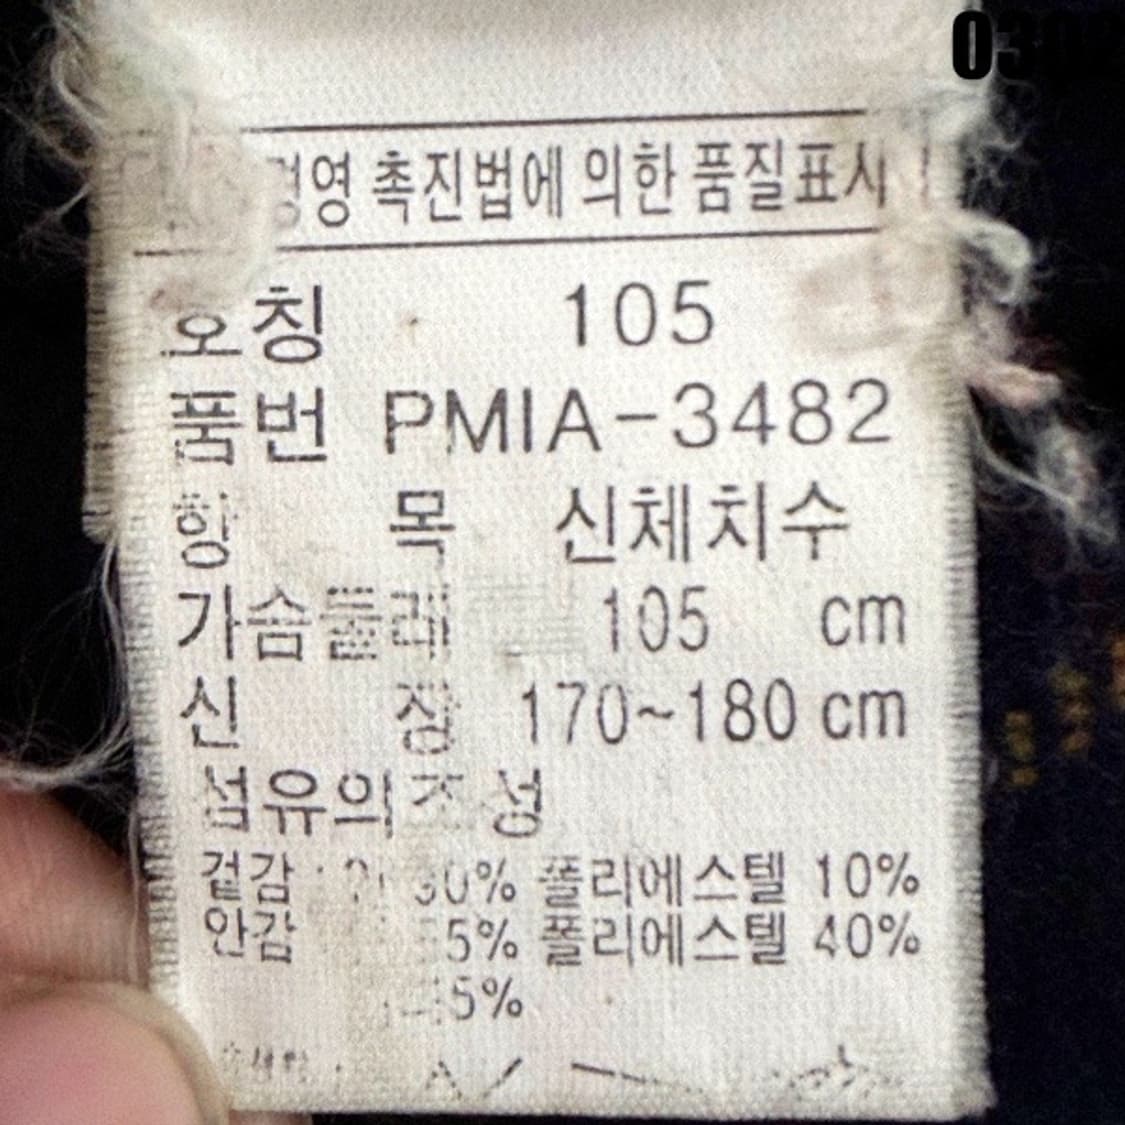 0302
경영 촉진법에 의한 품질표시
호칭 105
품번 PMIA-3482
항 목 신체치수
가슴둘레 105 cm
신 장 170~180 cm
섬유의 조성
겉감 폴리에스텔 10%
안감 5% 폴리에스텔 40%
5%